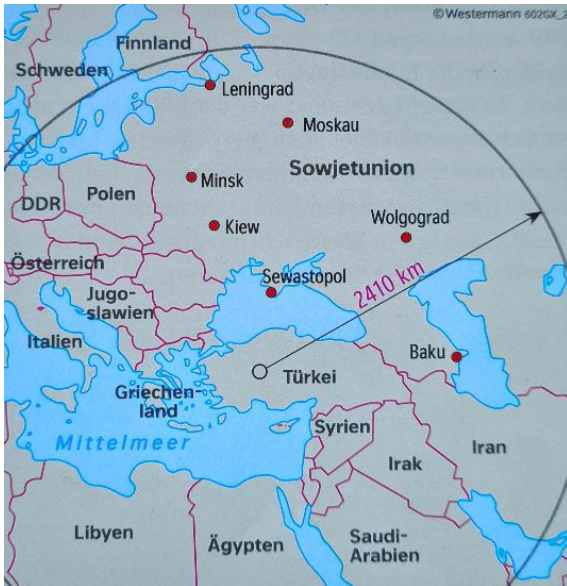 © Westermann 602GX_2
Finnland
Schweden
Leningrad
Moskau
Sowjetunion
Minsk
DDR
Polen
Kiew
Wolgograd
Österreich
Sewastopol
2410 km
Jugo-
slawien
Italien
Baku
Türkei
Griechen-
land
Syrien
Mittelmeer
Irak
Iran
Libyen
Ägypten
Saudi-
Arabien